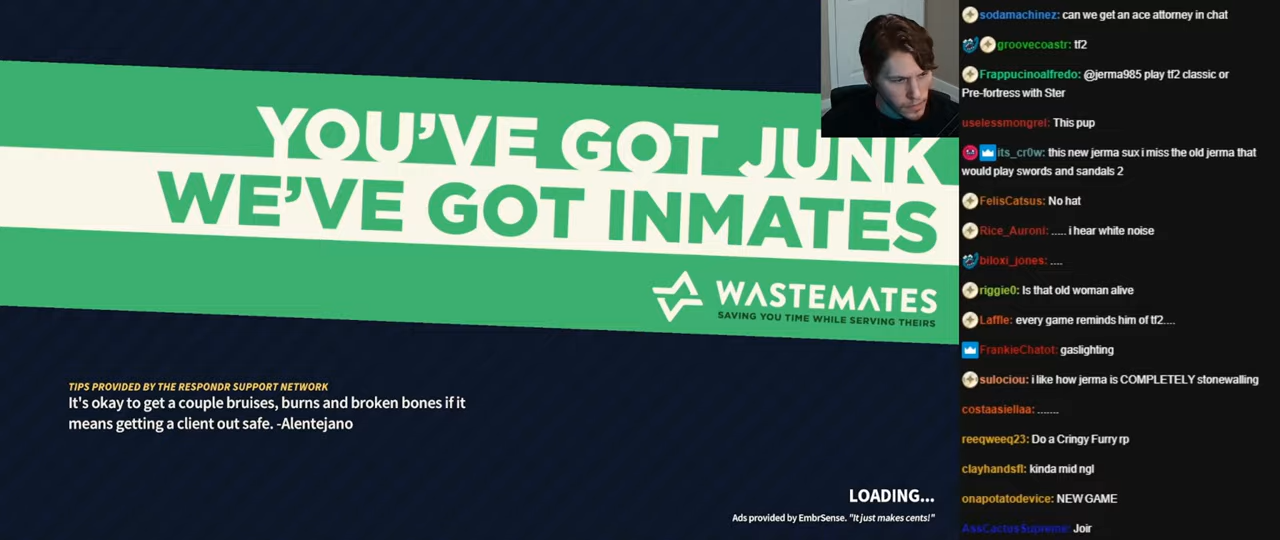 YOU'VE GOT JUNK
WE'VE GOT INMATES
WASTEMATES
SAVING YOU TIME WHILE SERVING THEIRS
TIPS PROVIDED BY THE RESPONDR SUPPORT NETWORK
It's okay to get a couple bruises, burns and broken bones if it
means getting a client out safe. -Alentejano
LOADING...
Ads provided by EmbrSense. "It just makes cents!"
sodamachinez: can we get an ace attorney in chat
groovecoastr: tf2
Frappucinoalfredo: @jerma985 play tf2 classic or
Pre-fortress with Ster
uselessmongrel: This pup
its_cr0w: this new jerma sux i miss the old jerma that
would play swords and sandals 2
FelisCatsus: No hat
Rice_Auroni: ..... i hear white noise
biloxi_jones: ....
riggie0: Is that old woman alive
Laffle: every game reminds him of tf2....
FrankieChatot: gaslighting
sulociou: i like how jerma is COMPLETELY stonewalling
costaasiellaa: .......
reeqweeq23: Do a Cringy Furry rp
clayhandsfl: kinda mid ngl
onapotatodevice: NEW GAME
AssCactusSupreme: Joir